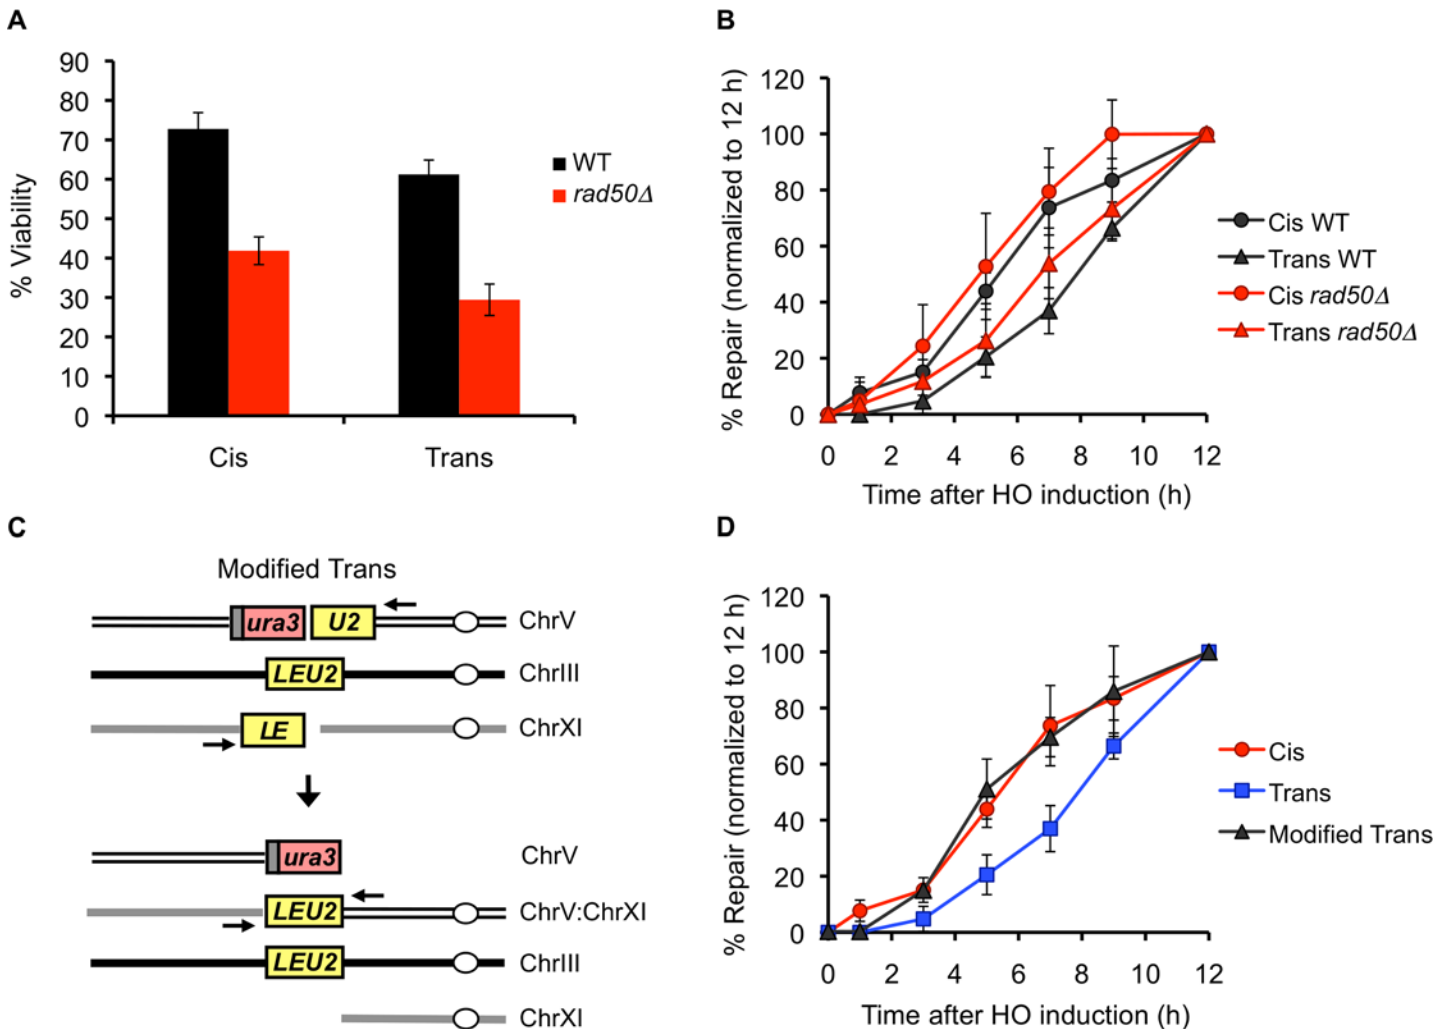 A
% Viability
90
80
70
60
50
40
30
20
10
0
Cis
Trans
WT
rad50Δ
B
% Repair (normalized to 12 h)
120
100
80
60
40
20
0
0 2 4 6 8 10 12
Time after HO induction (h)
Cis WT
Trans WT
Cis rad50Δ
Trans rad50Δ
C
Modified Trans
ura3 U2 ChrV
LEU2 ChrIII
LE ChrXI
ura3 ChrV
LEU2 ChrV:ChrXI
LEU2 ChrIII
ChrXI
D
% Repair (normalized to 12 h)
120
100
80
60
40
20
0
0 2 4 6 8 10 12
Time after HO induction (h)
Cis
Trans
Modified Trans